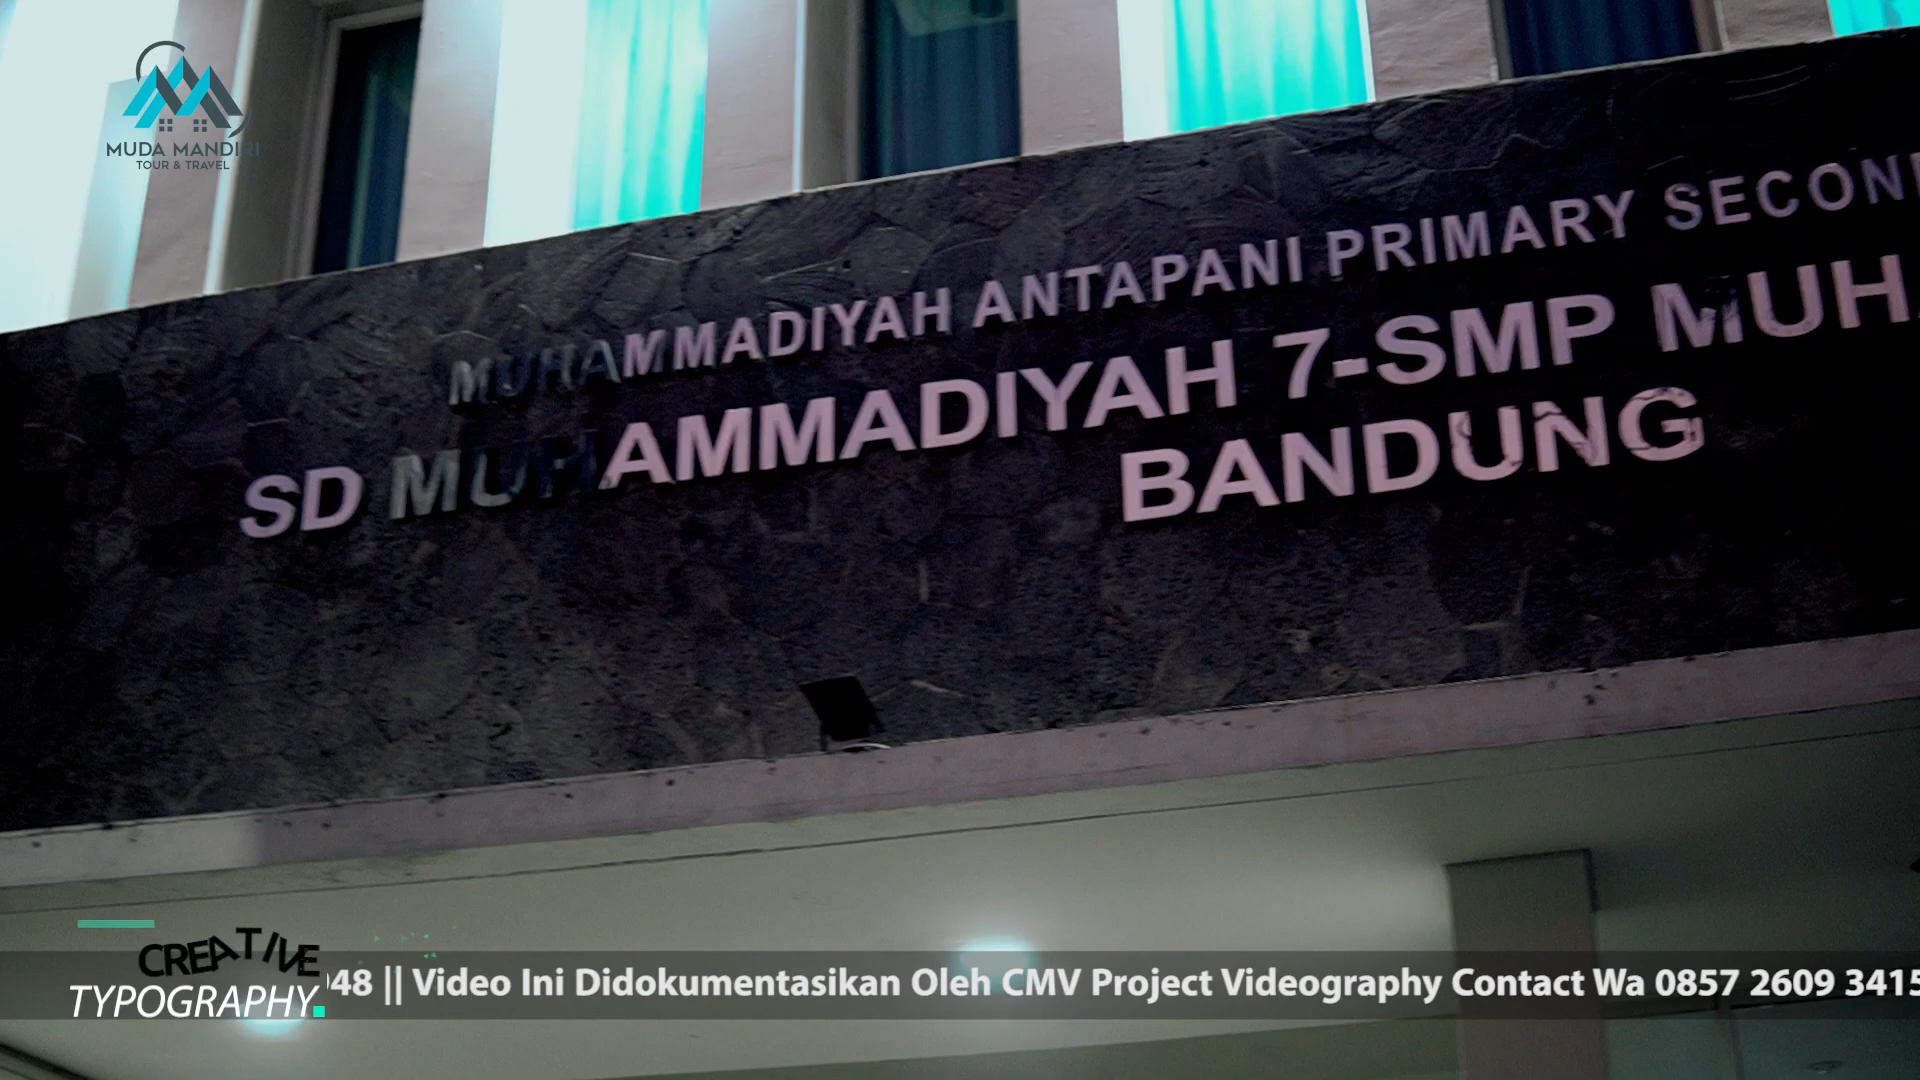 MUDA MANDIRI
TOUR & TRAVEL
MUHAMMADIYAH ANTAPANI PRIMARY SECON
SD MUHAMMADIYAH 7-SMP MUH
BANDUNG
CREATIVE
TYPOGRAPHY.
48 || Video Ini Didokumentasikan Oleh CMV Project Videography Contact Wa 0857 2609 3415